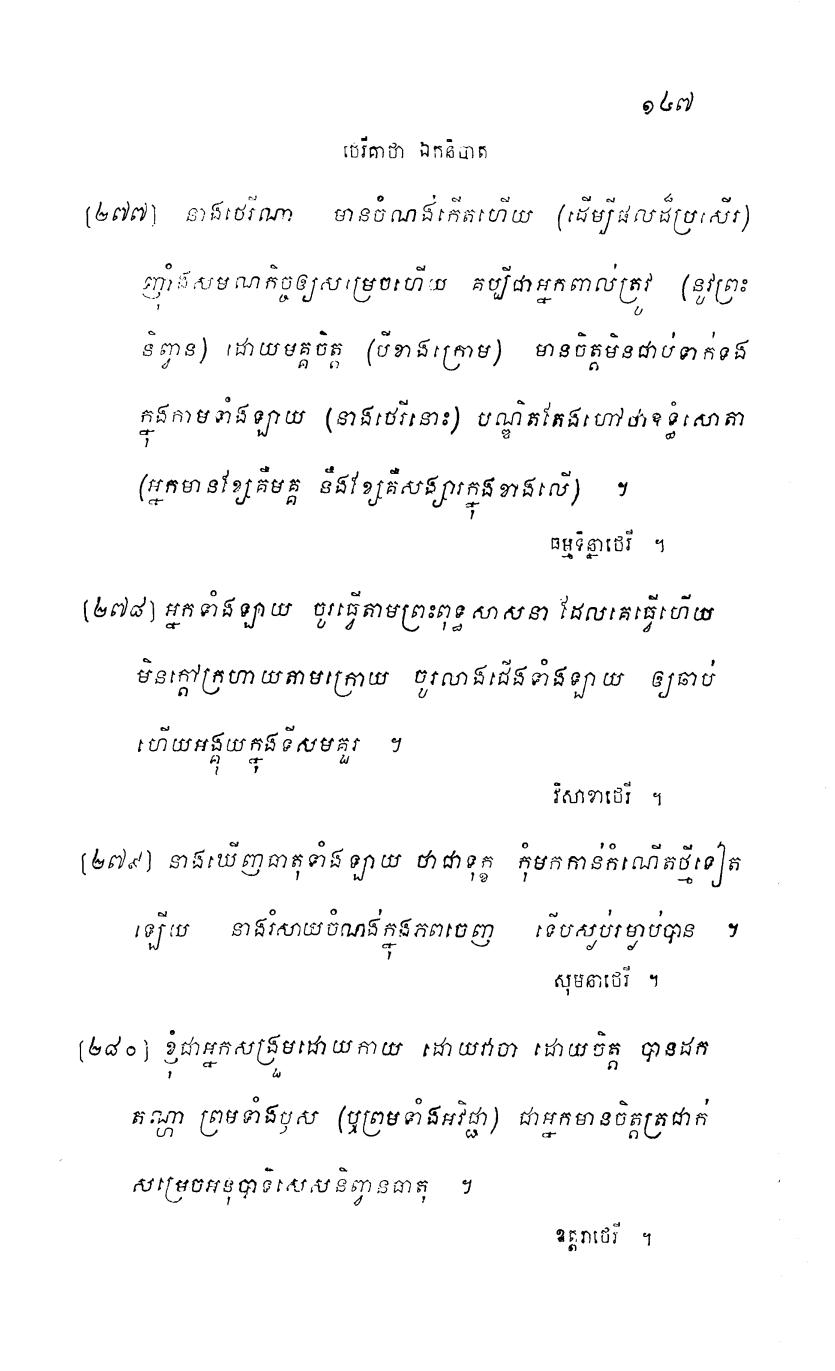 ១៤៧
ថេរីគាថា ឯកនិបាត
[២៧៧] នាងថេរីណា មានចំណង់កើតហើយ (ដើម្បីផលដ៏ប្រសើរ)
ញ៉ាំងសមណកិច្ចឲ្យសម្រេចហើយ គប្បីជាអ្នកពាល់ត្រូវ (នូវព្រះ
និព្វាន) ដោយមគ្គចិត្ត (បីខាងក្រោម) មានចិត្តមិនជាប់ទាក់ទង
ក្នុងកាមទាំងឡាយ (នាងថេរីនោះ) បណ្ឌិតតែងហៅថាឧទ្ធំសោតា
(អ្នកមានខ្សែគឺមគ្គ នឹងខ្សែគឺសង្សារក្នុងខាងលើ) ។
ធម្មទិន្នាថេរី ។
[២៧៨] អ្នកទាំងឡាយ ចូរធ្វើតាមព្រះពុទ្ធសាសនា ដែលគេធ្វើហើយ
មិនក្តៅក្រហាយតាមក្រោយ ចូរលាងជើងទាំងឡាយ ឲ្យឆាប់
ហើយអង្គុយក្នុងទីសមគួរ ។
វិសាខាថេរី ។
[២៧៩] នាងឃើញធាតុទាំងឡាយ ថាជាទុក្ខ កុំមកកាន់កំណើតថ្មីទៀត
ឡើយ នាងរំសាយចំណង់ក្នុងភពចេញ ទើបស្ងប់រម្ងាប់បាន ។
សុមនាថេរី ។
[២៨០] ខ្ញុំជាអ្នកសង្រួមដោយកាយ ដោយវាចា ដោយចិត្ត បានដក
តណ្ហា ព្រមទាំងឫស (ឬព្រមទាំងអវិជ្ជា) ជាអ្នកមានចិត្តត្រជាក់
សម្រេចអនុបាទិសេសនិព្វានធាតុ ។
ឧត្តរាថេរី ។